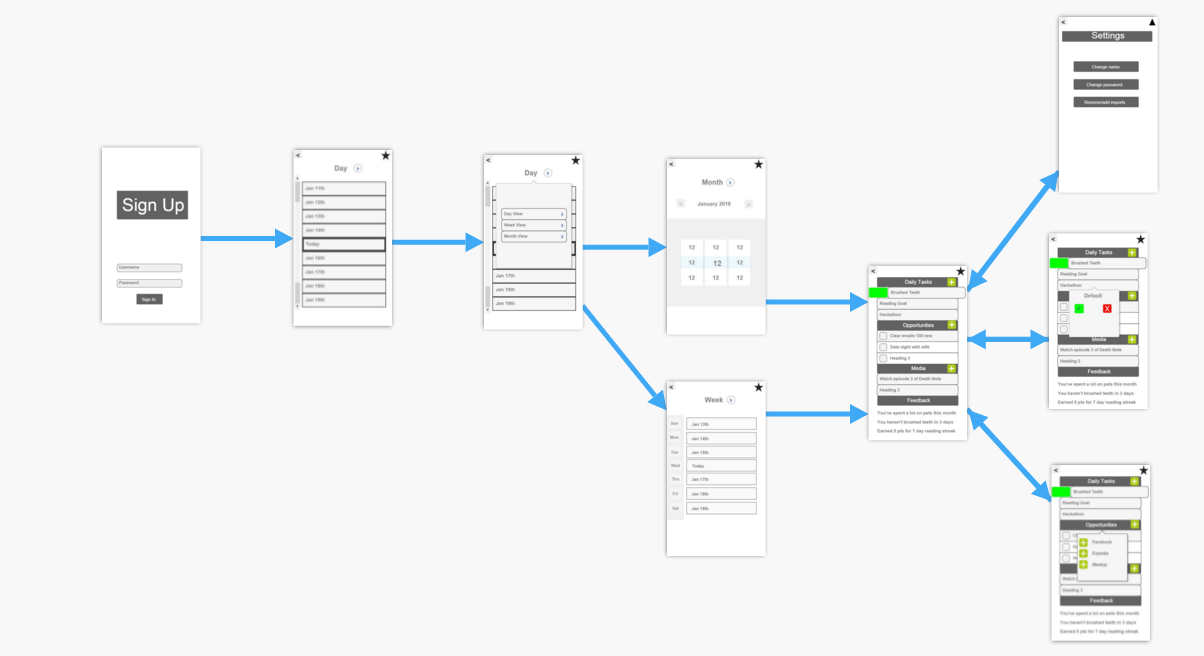 Sign Up
Username
Password
Sign In
<
Day >
Jan 11th
Jan 12th
Jan 13th
Jan 14th
Today
Jan 16th
Jan 17th
Jan 18th
Jan 19th
<
Day >
Day View >
Week View >
Month View >
Jan 17th
Jan 18th
Jan 19th
<
Month >
January 2016
12 12 12
12 12 12
12 12 12
<
Week >
Sun Jan 13th
Mon Jan 14th
Tue Jan 15th
Wed Today
Thu Jan 17th
Fri Jan 18th
Sat Jan 19th
<
Daily Tasks +
Brushed Teeth
Reading Goal
Hackathon
Opportunities +
Clear emails 100 new
Date night with wife
Heading 3
Media +
Watch episode 2 of Death Note
Heading 3
Feedback
You've spent a lot on pets this month
You haven't brushed teeth in 3 days
Earned 5 pts for 7 day reading streak
<
Settings
Change name
Change password
Remove/add imports
<
Daily Tasks +
Brushed Teeth
Reading Goal
Hackathon
Default
X
Media +
Watch episode 2 of Death Note
Heading 3
Feedback
You've spent a lot on pets this month
You haven't brushed teeth in 3 days
Earned 5 pts for 7 day reading streak
<
Daily Tasks +
Brushed Teeth
Reading Goal
Hackathon
Opportunities +
+ Facebook
+ Expedia
+ Meetup
Heading 3
Feedback
You've spent a lot on pets this month
You haven't brushed teeth in 3 days
Earned 5 pts for 7 day reading streak